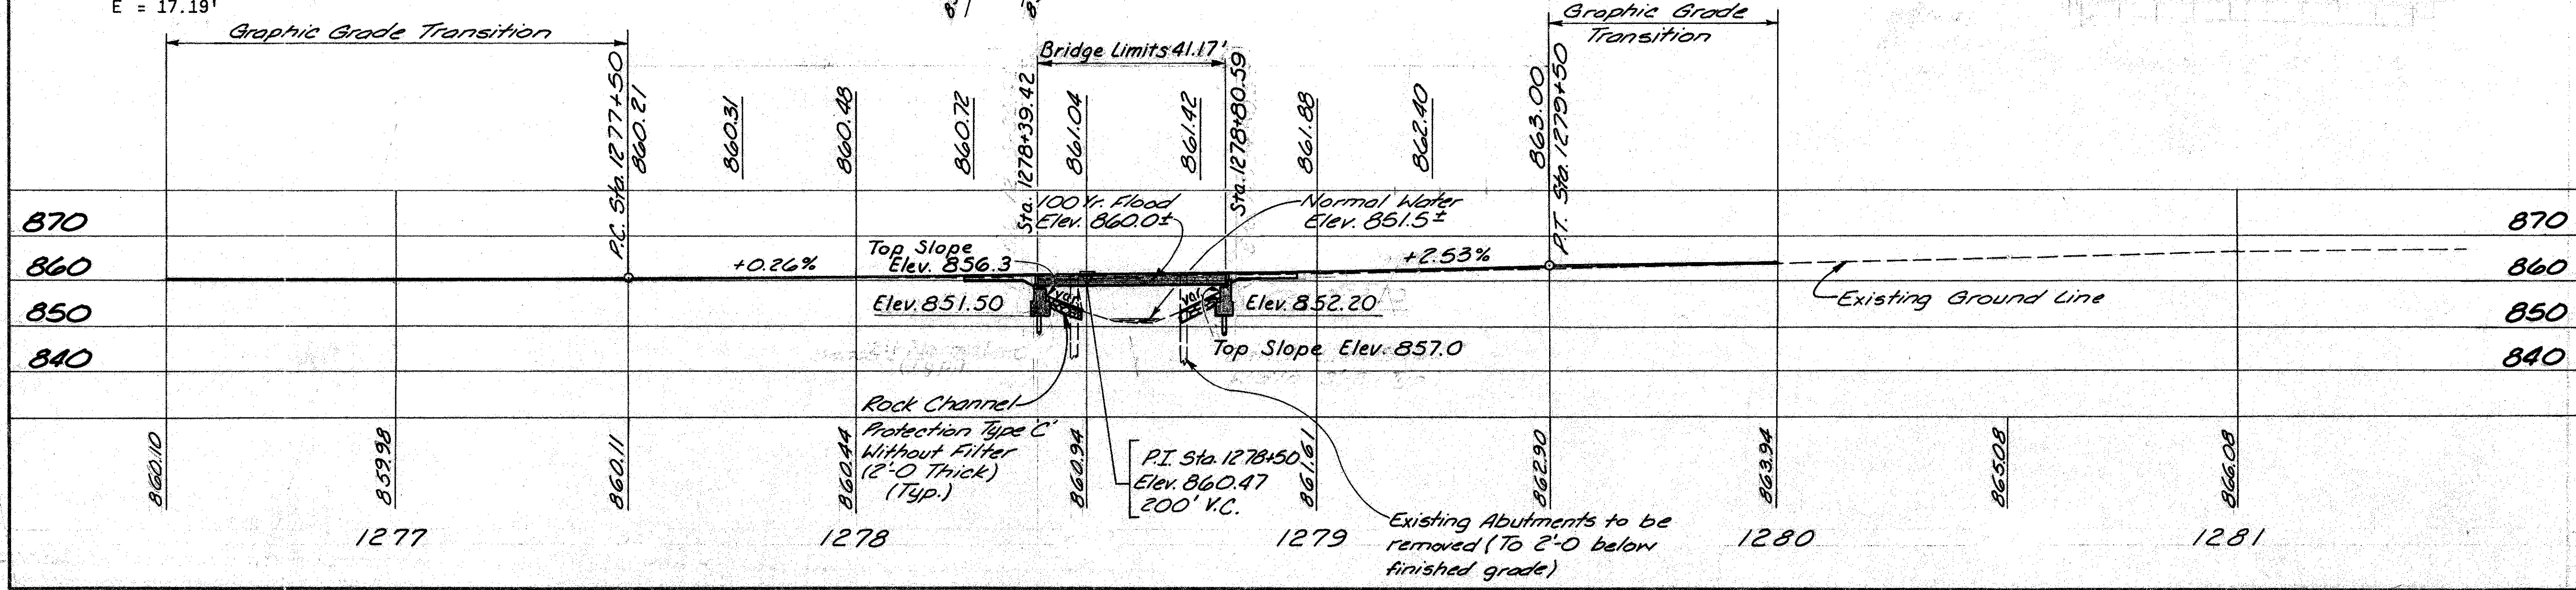 E = 17.19'
Graphic Grade Transition
Graphic Grade
Transition
Bridge Limits 41.17'
P.C. Sta. 1277+50
860.21
860.31
860.48
860.72
Sta. 1278+39.42
861.04
861.42
Sta. 1278+80.59
861.88
862.40
863.00
P.T. Sta. 1279+50
100 Yr. Flood
Elev. 860.0±
Normal Water
Elev. 851.5±
870
870
Top Slope
Elev. 856.3
+0.26%
+2.53%
860
860
Existing Ground Line
Elev. 851.50
Var.
Var.
Elev. 852.20
850
850
Top Slope Elev. 857.0
840
840
Rock Channel
Protection Type 'C'
Without Filter
(2'-0 Thick)
(Typ.)
P.I. Sta. 1278+50
Elev. 860.47
200' V.C.
Existing Abutments to be
removed (To 2'-0 below
finished grade)
860.10
859.98
860.11
860.44
860.94
861.61
862.90
863.94
865.08
866.08
1277
1278
1279
1280
1281